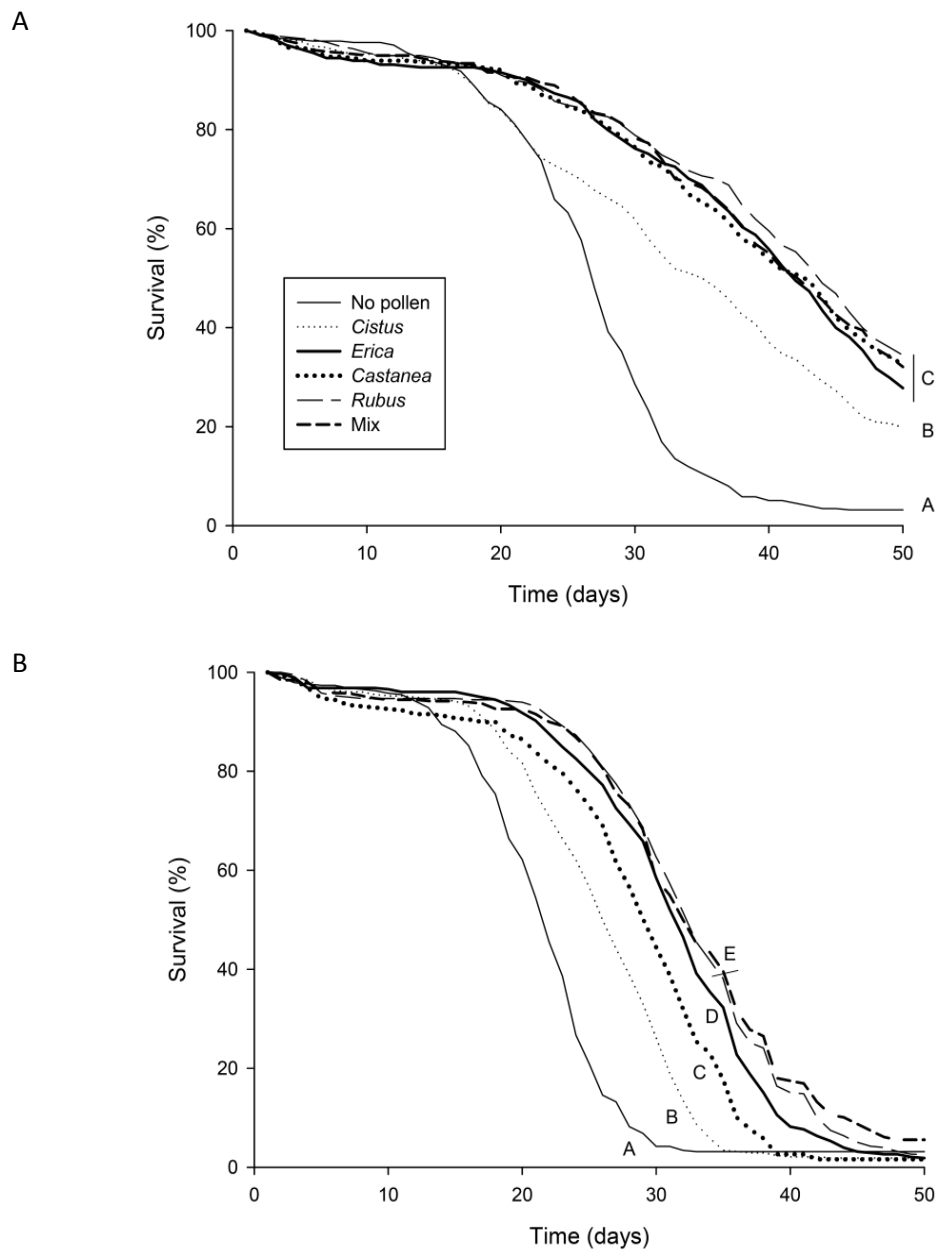 A
100
80
60
40
20
0
Survival (%)
No pollen
Cistus
Erica
Castanea
Rubus
Mix
C
B
A
0 10 20 30 40 50
Time (days)
B
100
80
60
40
20
0
Survival (%)
E
D
C
B
A
0 10 20 30 40 50
Time (days)